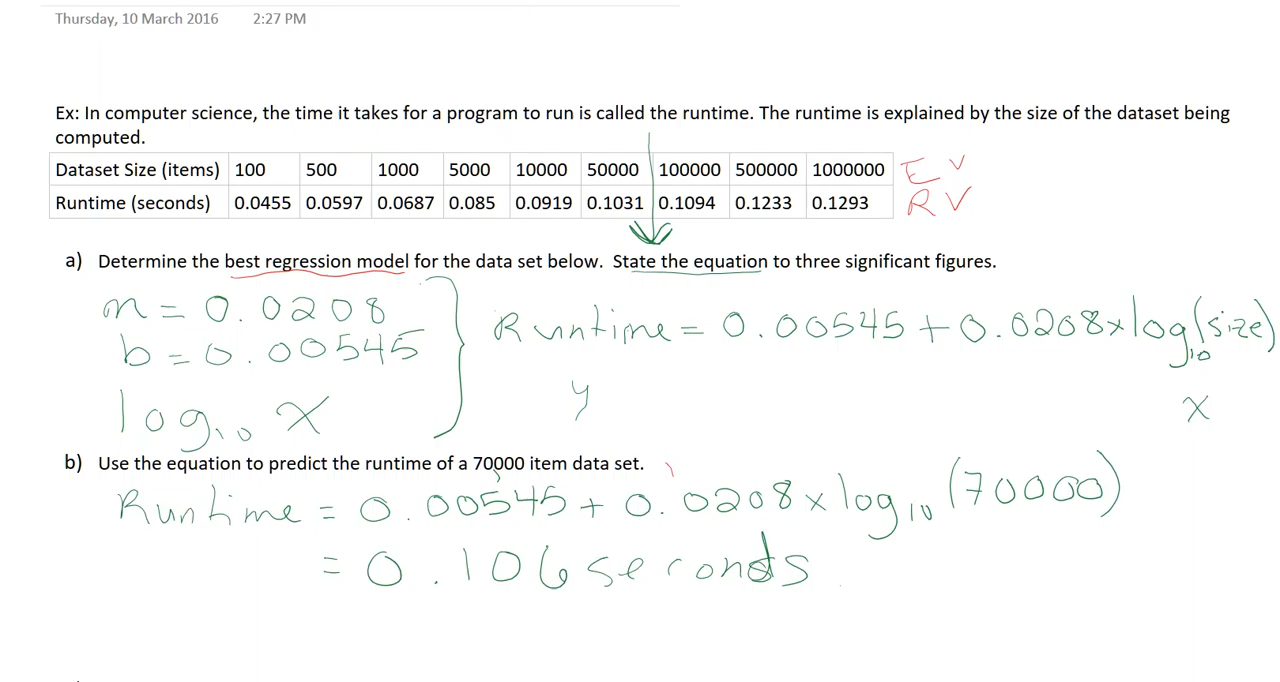 Thursday, 10 March 2016 2:27 PM
Ex: In computer science, the time it takes for a program to run is called the runtime. The runtime is explained by the size of the dataset being
computed.
Dataset Size (items) 100 500 1000 5000 10000 50000 100000 500000 1000000 EV
Runtime (seconds) 0.0455 0.0597 0.0687 0.085 0.0919 0.1031 0.1094 0.1233 0.1293 RV
a) Determine the best regression model for the data set below. State the equation to three significant figures.
m = 0.0208
b = 0.00545
log10 x
Runtime = 0.00545 + 0.0208 × log10(size)
y x
b) Use the equation to predict the runtime of a 70000 item data set.
Runtime = 0.00545 + 0.0208 × log10 (70000)
= 0.106 seconds